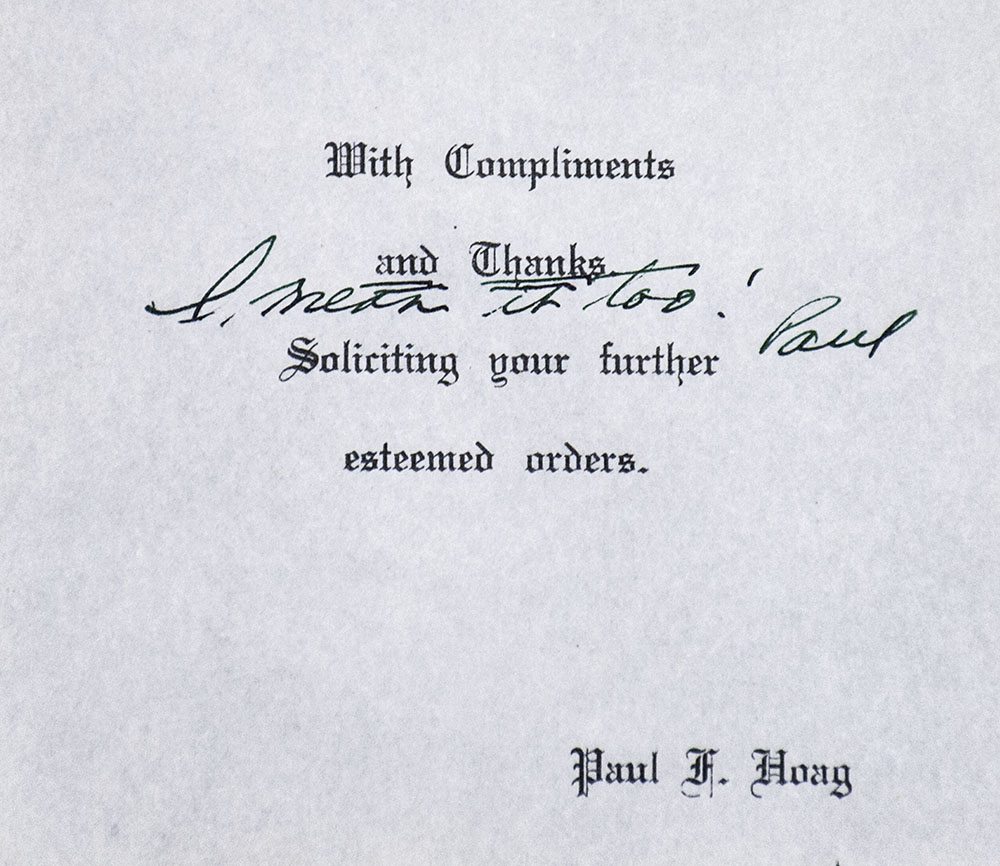 With Compliments
and Thanks
I mean it too! Paul
Soliciting your further
esteemed orders.
Paul F. Hoag